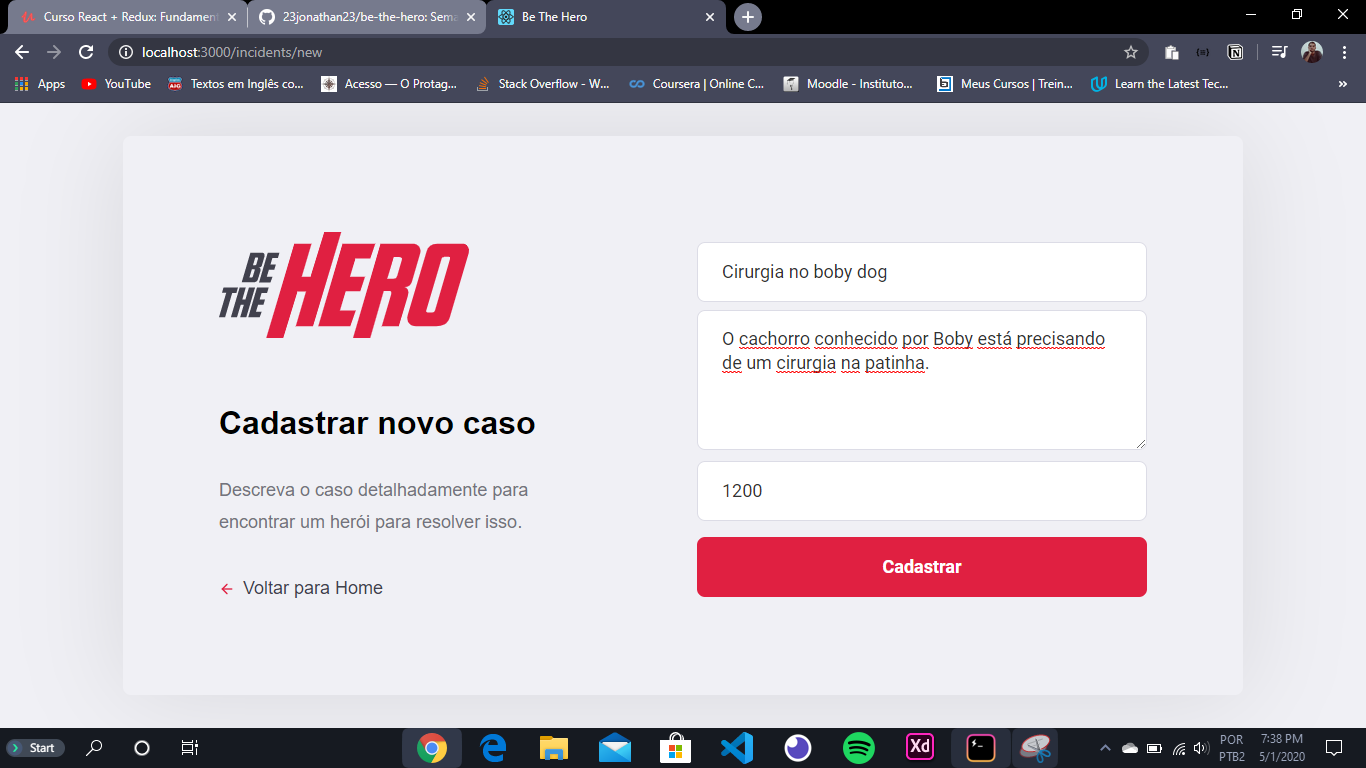 Curso React + Redux: Fundament
23jonathan23/be-the-hero: Sema
Be The Hero
localhost:3000/incidents/new
Apps
YouTube
Textos em Inglês co...
Acesso — O Protag...
Stack Overflow - W...
Coursera | Online C...
Moodle - Instituto...
Meus Cursos | Trein...
Learn the Latest Tec...
»
BE
THE
HERO
Cadastrar novo caso
Descreva o caso detalhadamente para
encontrar um herói para resolver isso.
Voltar para Home
Cirurgia no boby dog
O cachorro conhecido por Boby está precisando
de um cirurgia na patinha.
1200
Cadastrar
Start
Xd
POR
PTB2
7:38 PM
5/1/2020